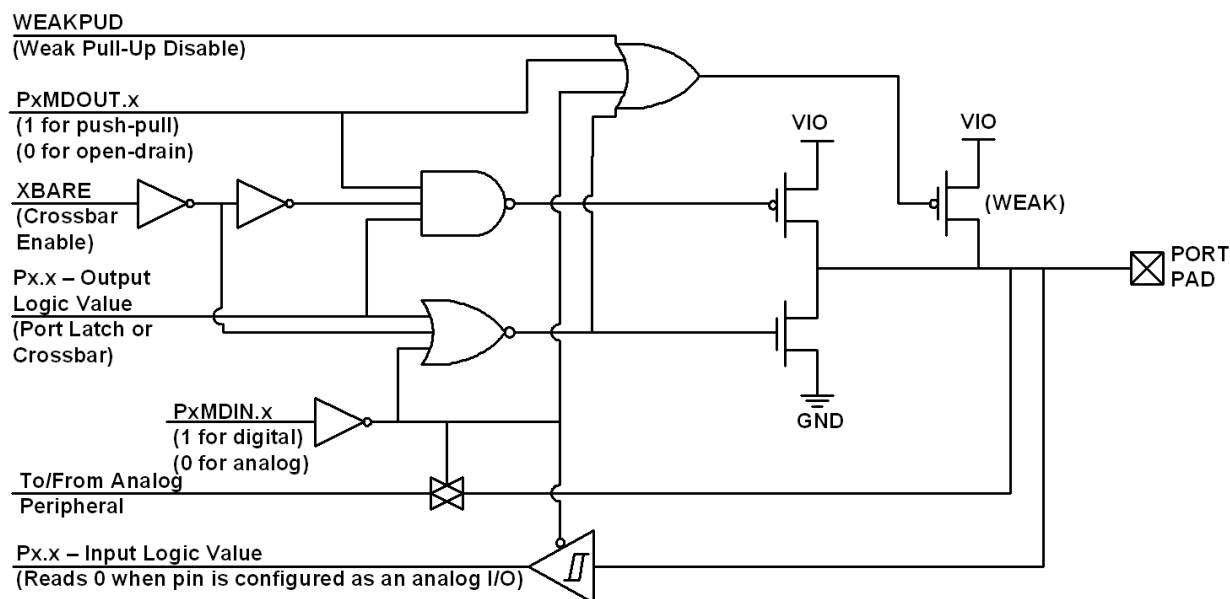 WEAKPUD
(Weak Pull-Up Disable)
PxMDOUT.x
(1 for push-pull)
(0 for open-drain)
XBARE
(Crossbar
Enable)
Px.x – Output
Logic Value
(Port Latch or
Crossbar)
PxMDIN.x
(1 for digital)
(0 for analog)
To/From Analog
Peripheral
Px.x – Input Logic Value
(Reads 0 when pin is configured as an analog I/O)
VIO
VIO
(WEAK)
PORT
PAD
GND